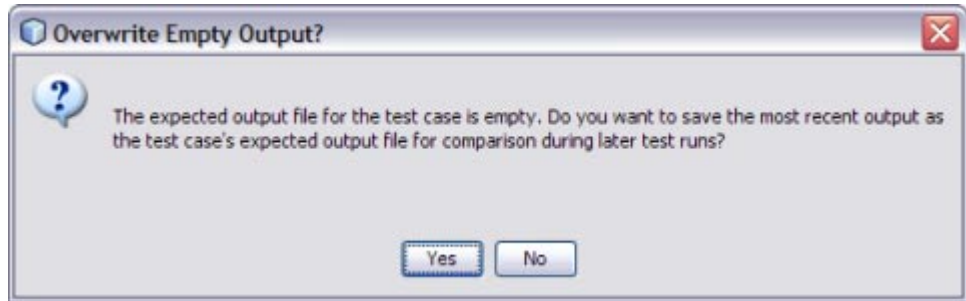 Overwrite Empty Output?
The expected output file for the test case is empty. Do you want to save the most recent output as
the test case's expected output file for comparison during later test runs?
Yes No